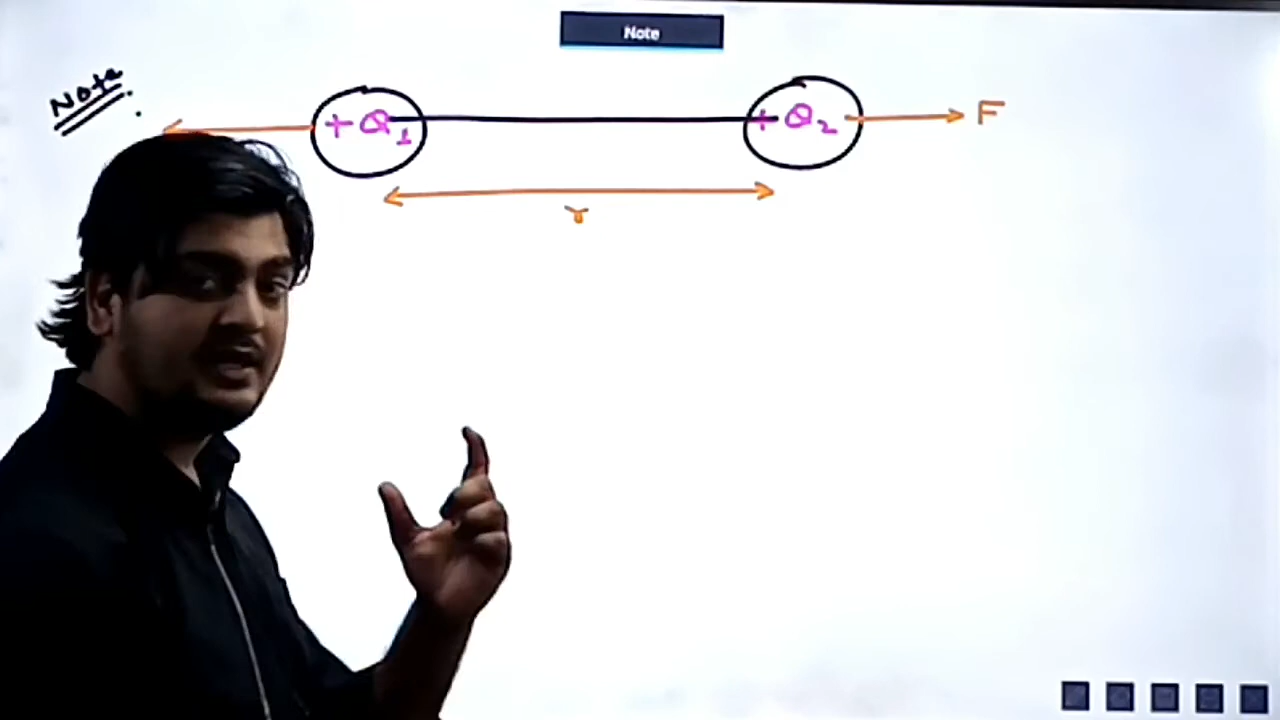 Note
Note.
+ Q₁ + Q₂ F
r